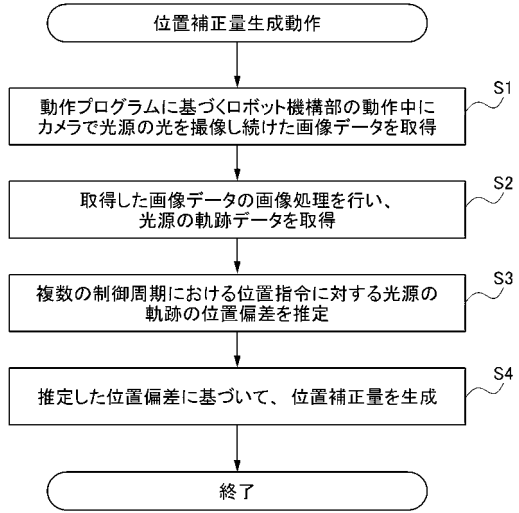 位置補正量生成動作
S1
動作プログラムに基づくロボット機構部の動作中に
カメラで光源の光を撮像し続けた画像データを取得
S2
取得した画像データの画像処理を行い、
光源の軌跡データを取得
S3
複数の制御周期における位置指令に対する光源の
軌跡の位置偏差を推定
S4
推定した位置偏差に基づいて、位置補正量を生成
終了